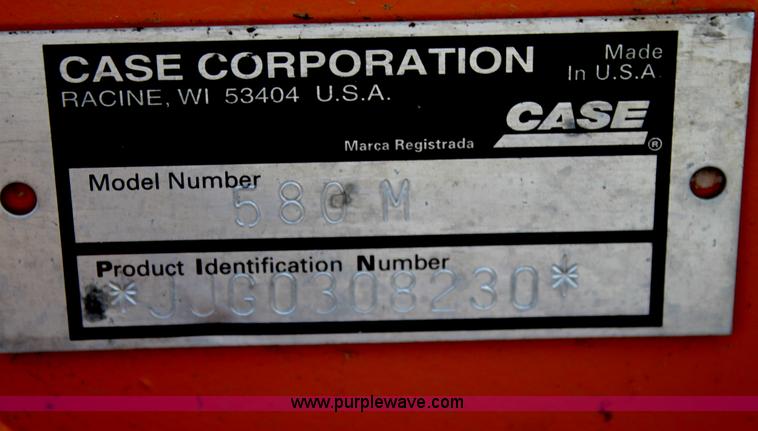 CASE CORPORATION
RACINE, WI 53404 U.S.A.
Made
In U.S.A.
CASE
Marca Registrada ®
Model Number
580 M
Product Identification Number
*JJG0308230*
www.purplewave.com